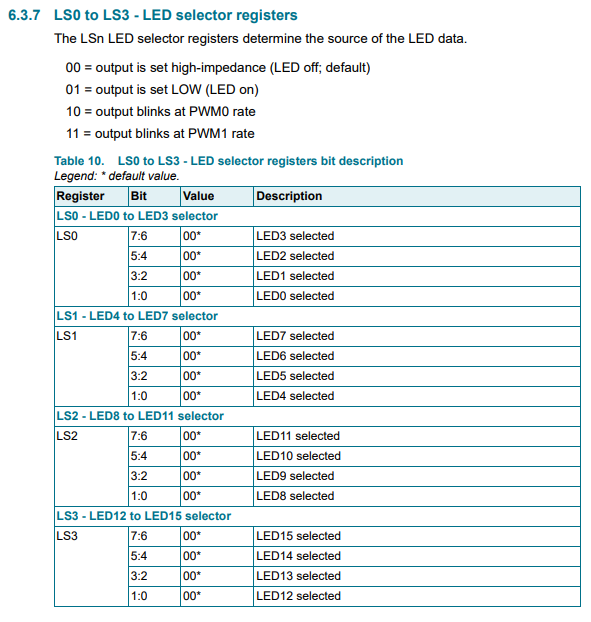 6.3.7 LS0 to LS3 - LED selector registers
The LSn LED selector registers determine the source of the LED data.
00 = output is set high-impedance (LED off; default)
01 = output is set LOW (LED on)
10 = output blinks at PWM0 rate
11 = output blinks at PWM1 rate
Table 10. LS0 to LS3 - LED selector registers bit description
Legend: * default value.
Register Bit Value Description
LS0 - LED0 to LED3 selector
LS0 7:6 00* LED3 selected
5:4 00* LED2 selected
3:2 00* LED1 selected
1:0 00* LED0 selected
LS1 - LED4 to LED7 selector
LS1 7:6 00* LED7 selected
5:4 00* LED6 selected
3:2 00* LED5 selected
1:0 00* LED4 selected
LS2 - LED8 to LED11 selector
LS2 7:6 00* LED11 selected
5:4 00* LED10 selected
3:2 00* LED9 selected
1:0 00* LED8 selected
LS3 - LED12 to LED15 selector
LS3 7:6 00* LED15 selected
5:4 00* LED14 selected
3:2 00* LED13 selected
1:0 00* LED12 selected